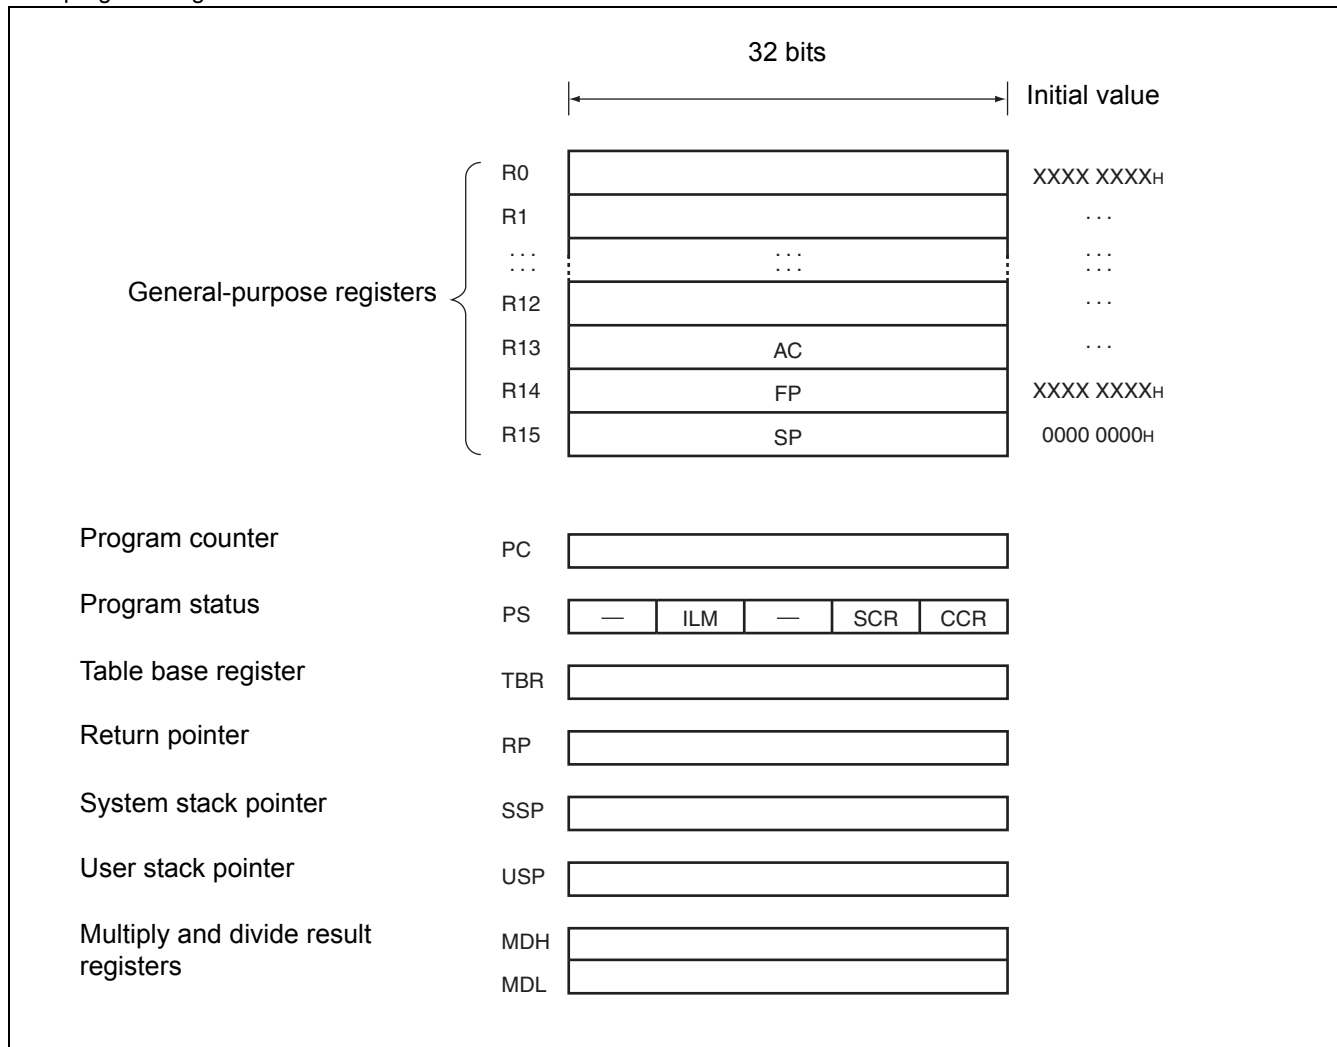 32 bits
Initial value
R0 XXXX XXXXH
R1 ...
... ... ...
... ... ...
General-purpose registers
R12 ...
R13 AC ...
R14 FP XXXX XXXXH
R15 SP 0000 0000H
Program counter PC
Program status PS — ILM — SCR CCR
Table base register TBR
Return pointer RP
System stack pointer SSP
User stack pointer USP
Multiply and divide result
registers
MDH
MDL